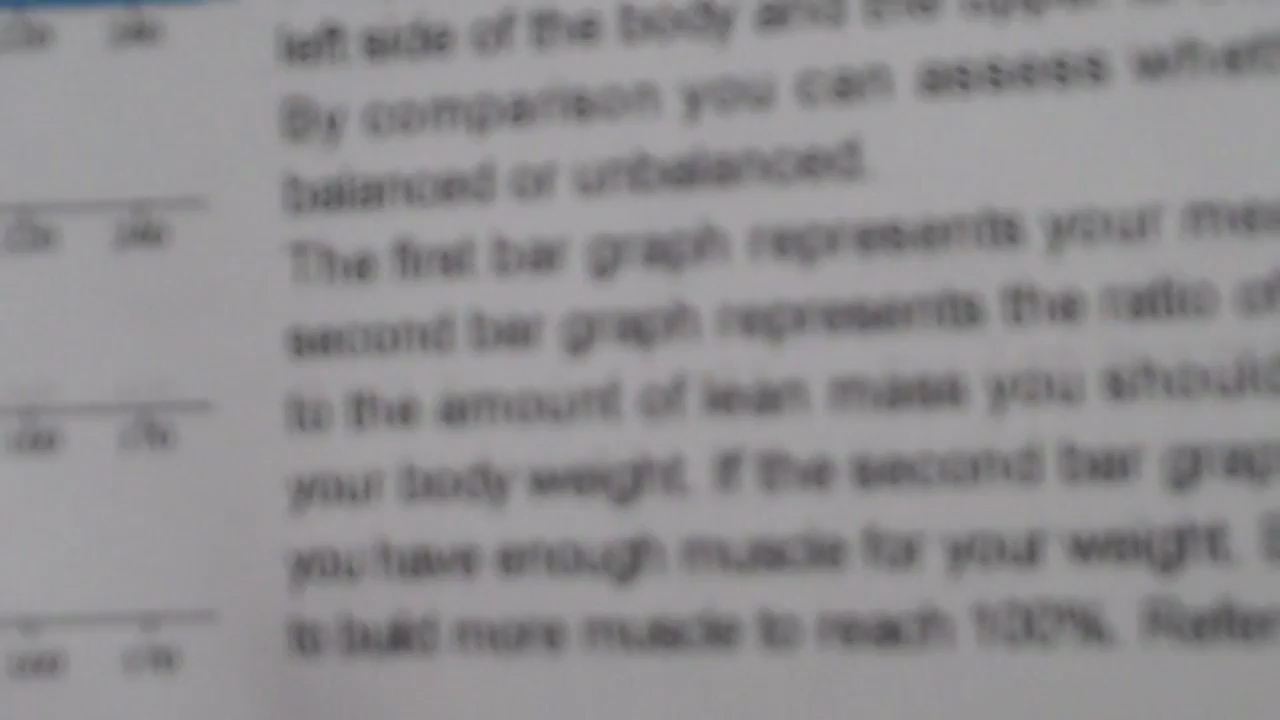 left side of the body and the upper
By comparison you can assess
balanced or unbalanced.
The first bar graph represents your
second bar graph represents the ratio of
to the amount of lean mass you should
your body weight. If the second bar
you have enough muscle for your weight.
to build more muscle to reach 100%. Refer